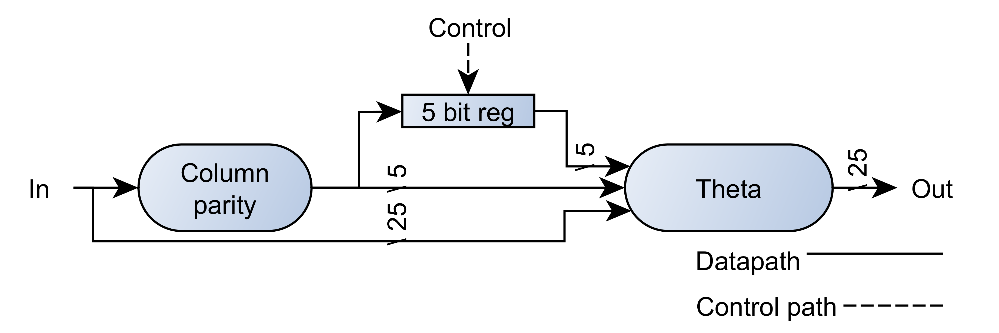 Control
5 bit reg
5
Column
parity
5
In
Theta
25
Out
25
Datapath
Control path